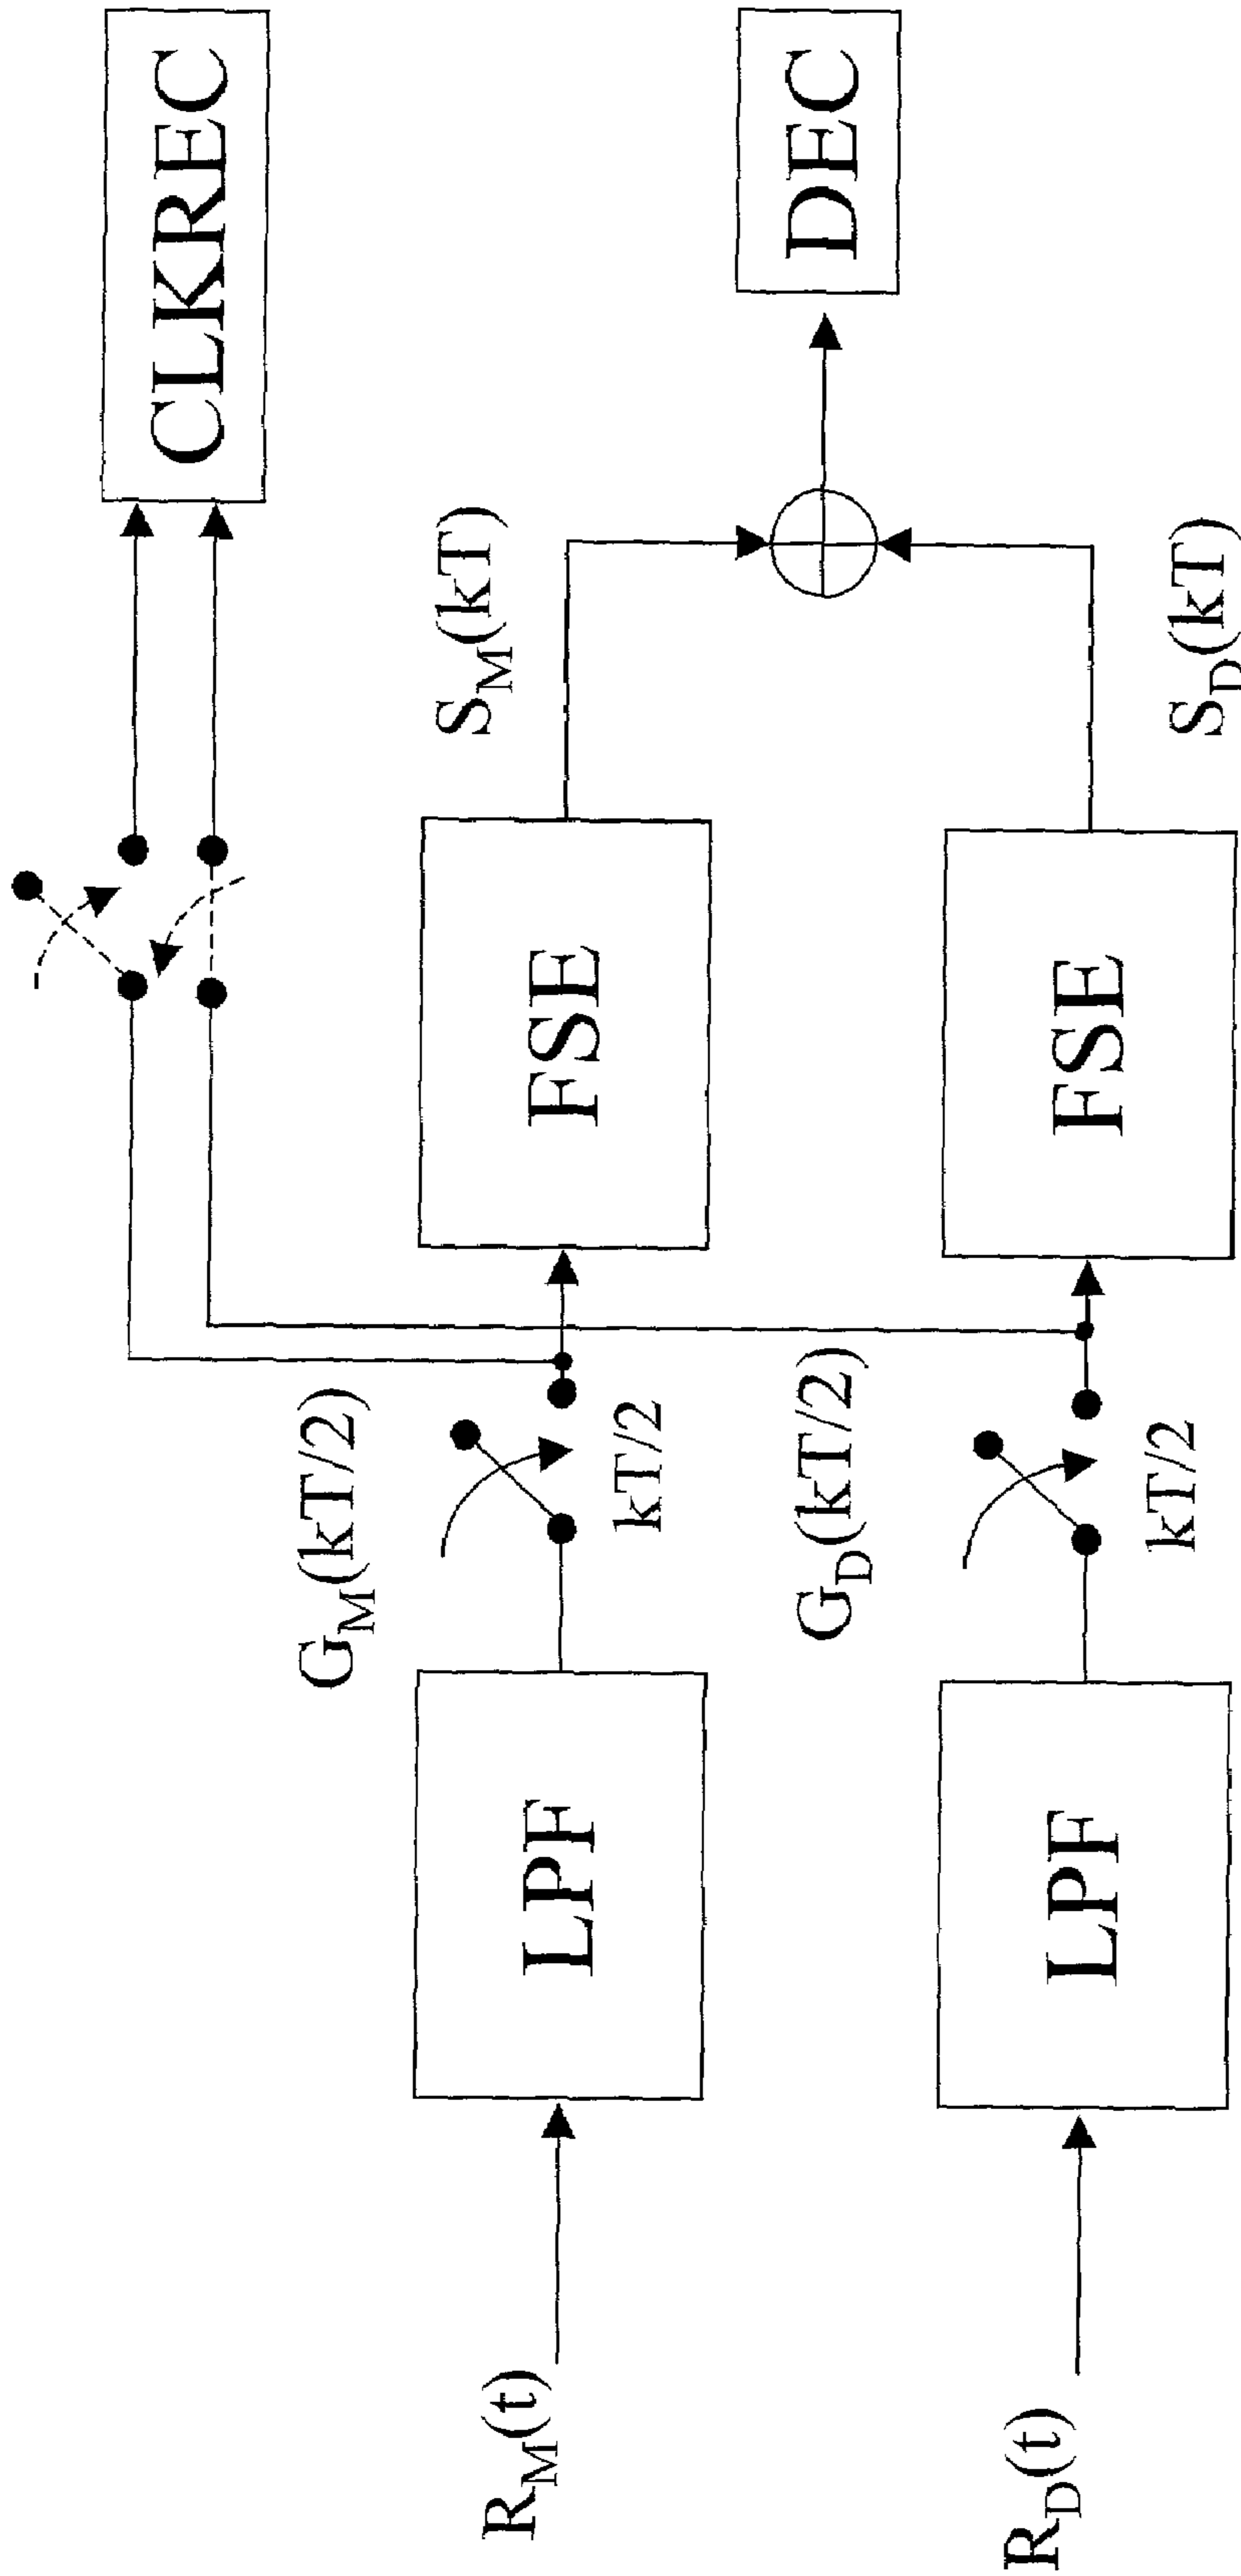 CLKREC
R_M(t)
LPF
G_M(kT/2)
kT/2
FSE
S_M(kT)
DEC
R_D(t)
LPF
G_D(kT/2)
kT/2
FSE
S_D(kT)